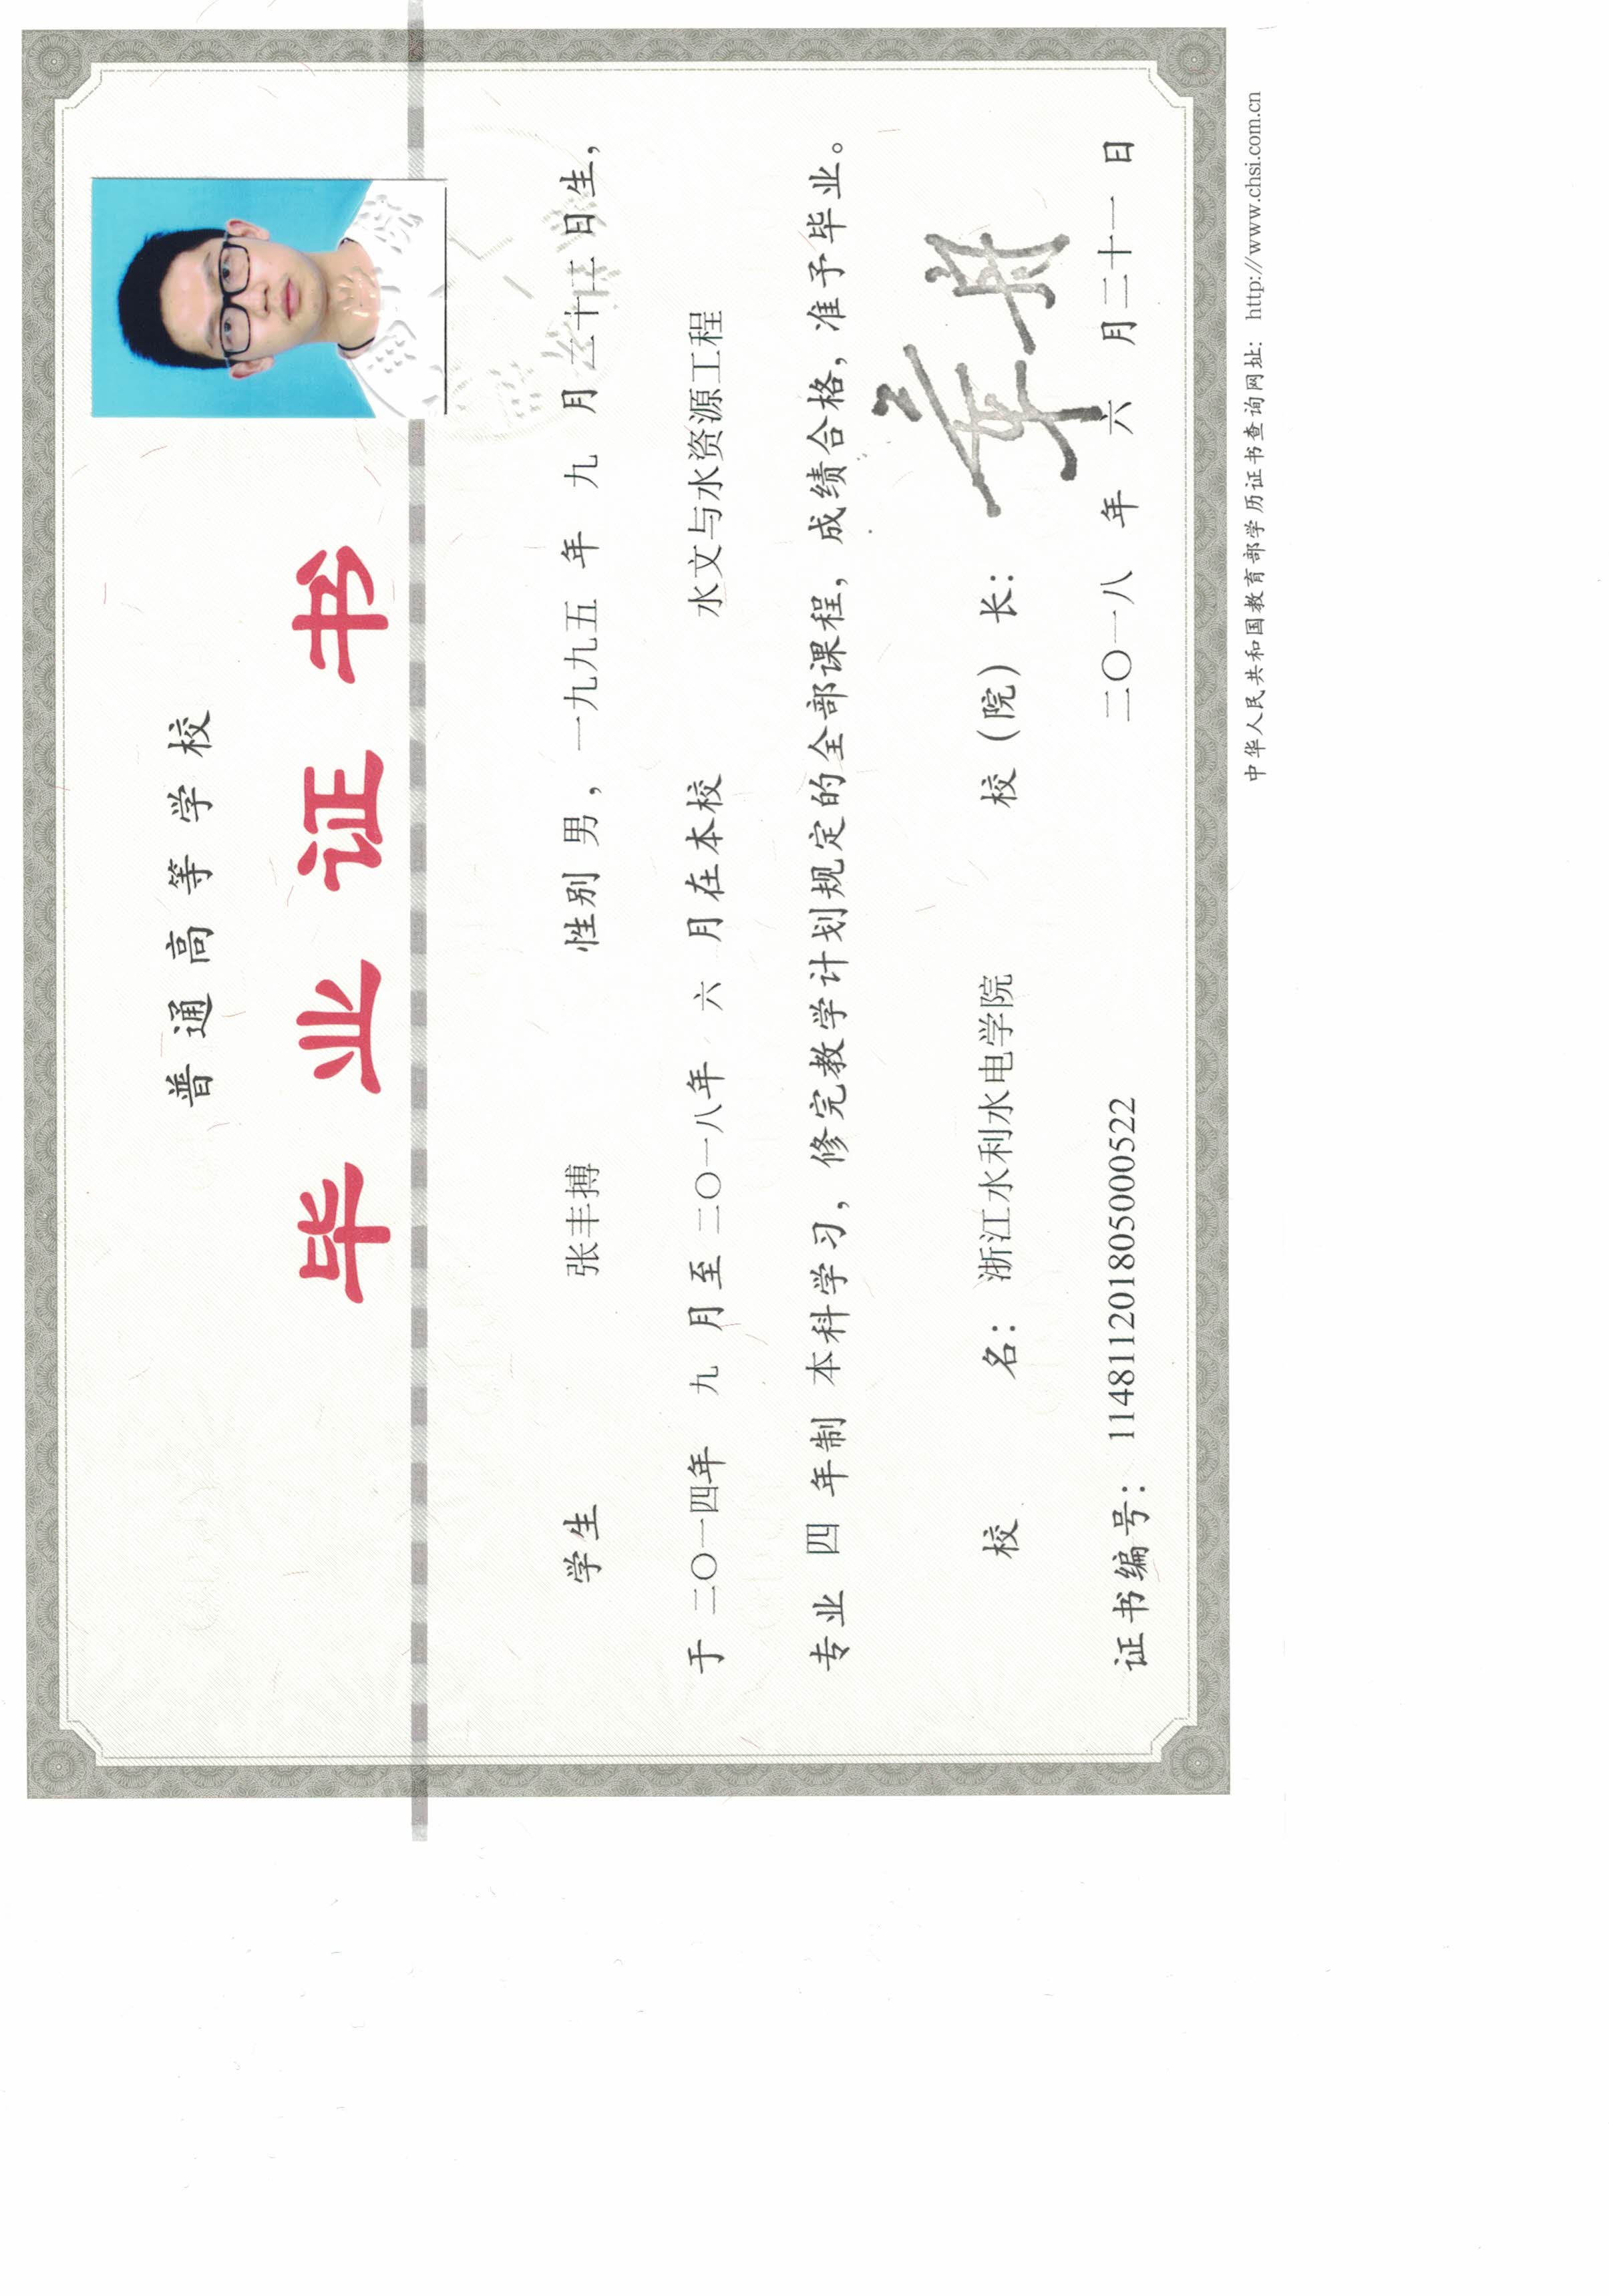 普通高等学校
毕业证书
学生 张丰搏 性别 男，一九九五 年 九 月 二十三 日生，
于 二〇一四年 九 月至 二〇一八年 六 月在本校 水文与水资源工程
专业 四 年制 本科学习，修完教学计划规定的全部课程，成绩合格，准予毕业。
校 名： 浙江水利水电学院 校（院）长：
证书编号： 114811201805000522 二〇一八 年 六 月二十一 日
中华人民共和国教育部学历证书查询网址： http://www.chsi.com.cn